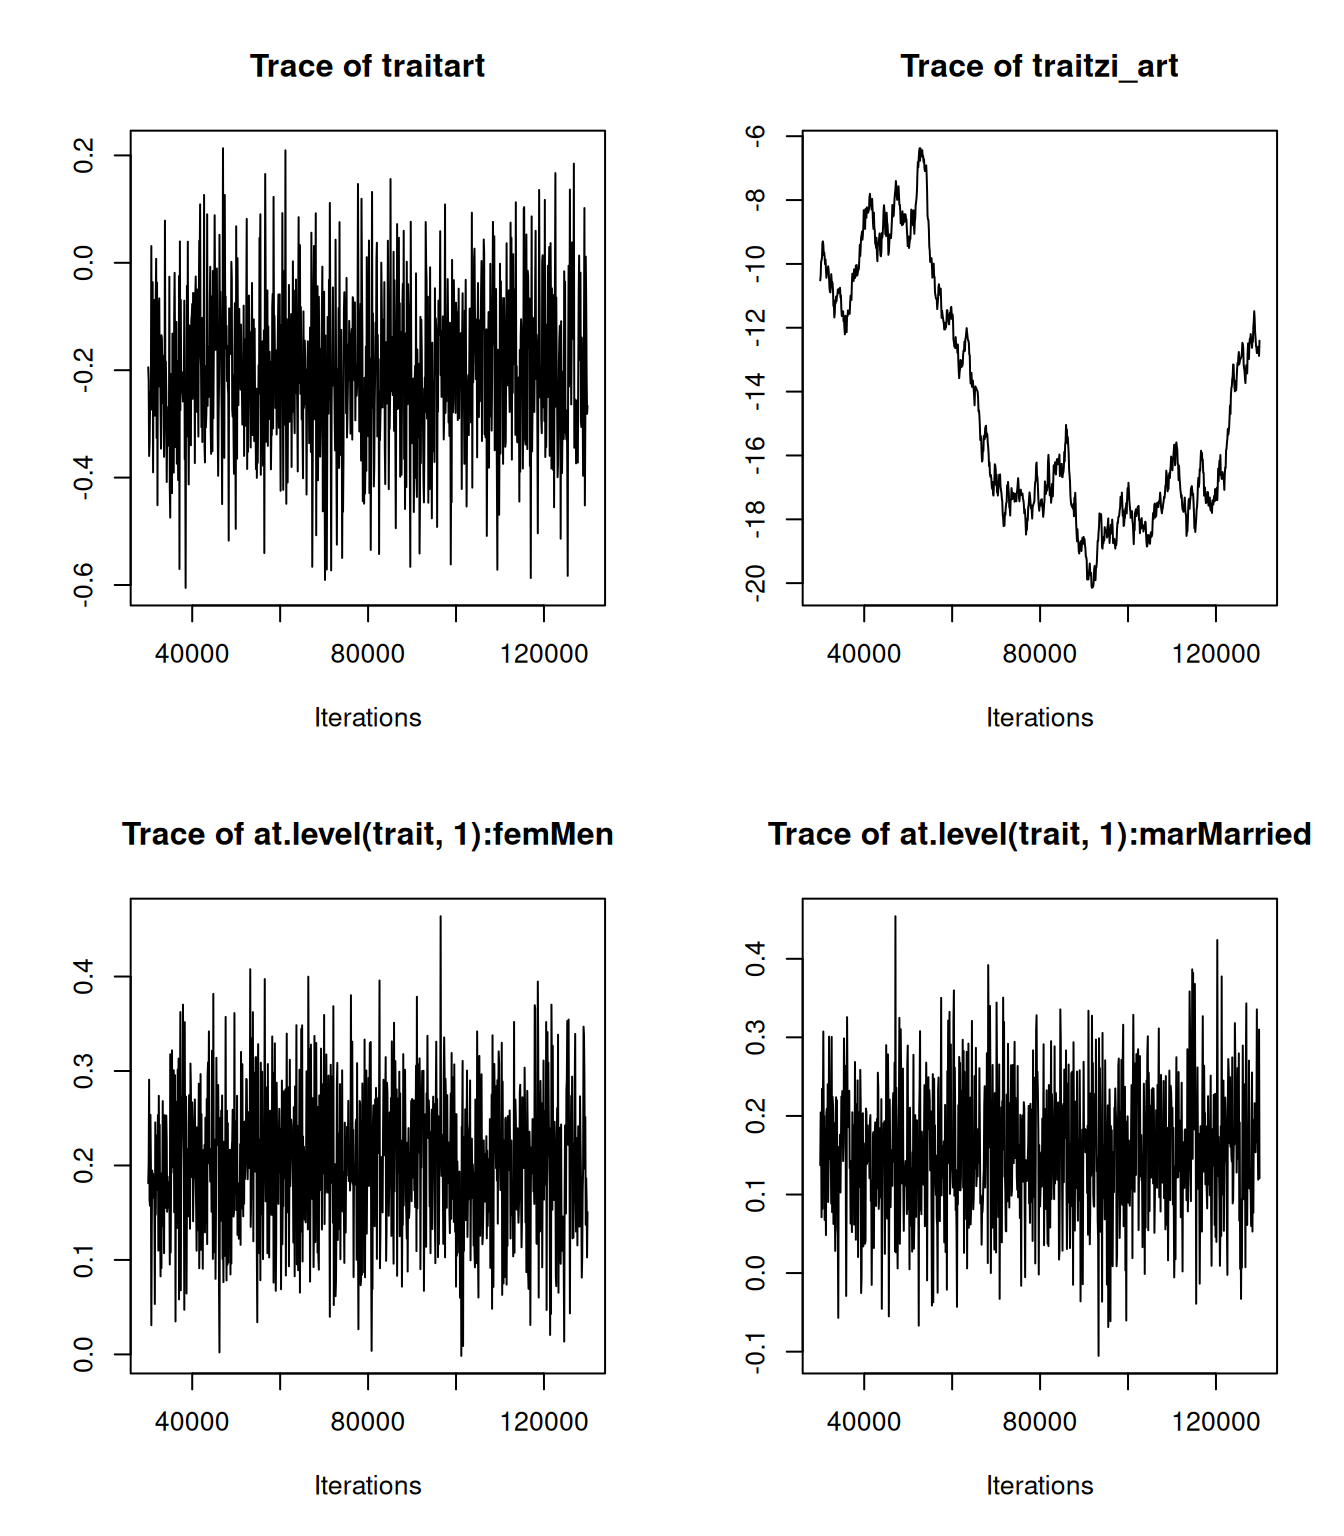 Trace of traitart
0.2
0.0
-0.2
-0.4
-0.6
40000 80000 120000
Iterations
Trace of traitzi_art
-6
-8
-10
-12
-14
-16
-18
-20
40000 80000 120000
Iterations
Trace of at.level(trait, 1):femMen
0.4
0.3
0.2
0.1
0.0
40000 80000 120000
Iterations
Trace of at.level(trait, 1):marMarried
0.4
0.3
0.2
0.1
0.0
-0.1
40000 80000 120000
Iterations